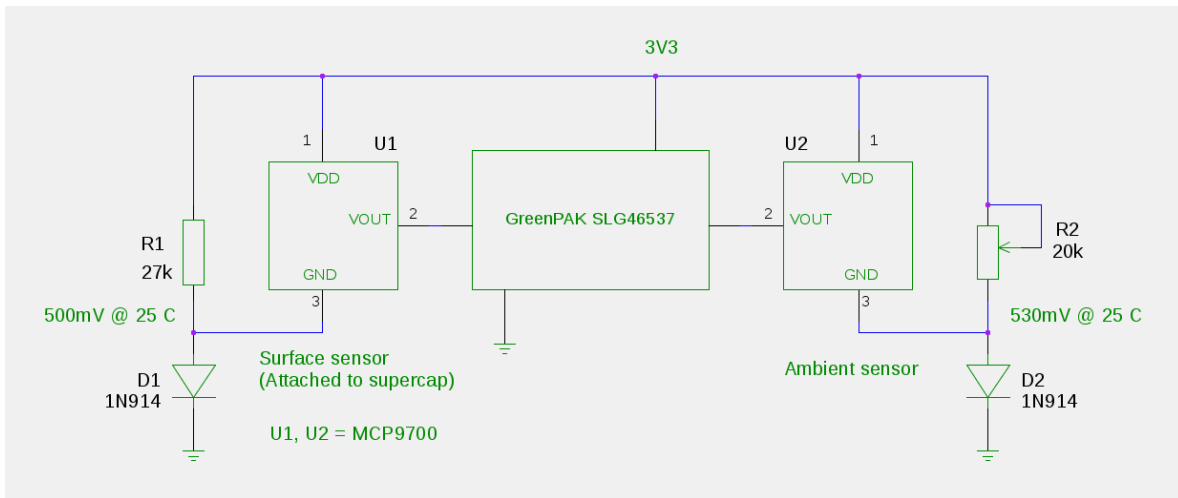 3V3
1
U1
U2
1
VDD
VDD
VOUT
2
GreenPAK SLG46537
2
VOUT
R1
27k
R2
20k
GND
GND
3
3
500mV @ 25 C
530mV @ 25 C
Surface sensor
(Attached to supercap)
Ambient sensor
D1
1N914
D2
1N914
U1, U2 = MCP9700